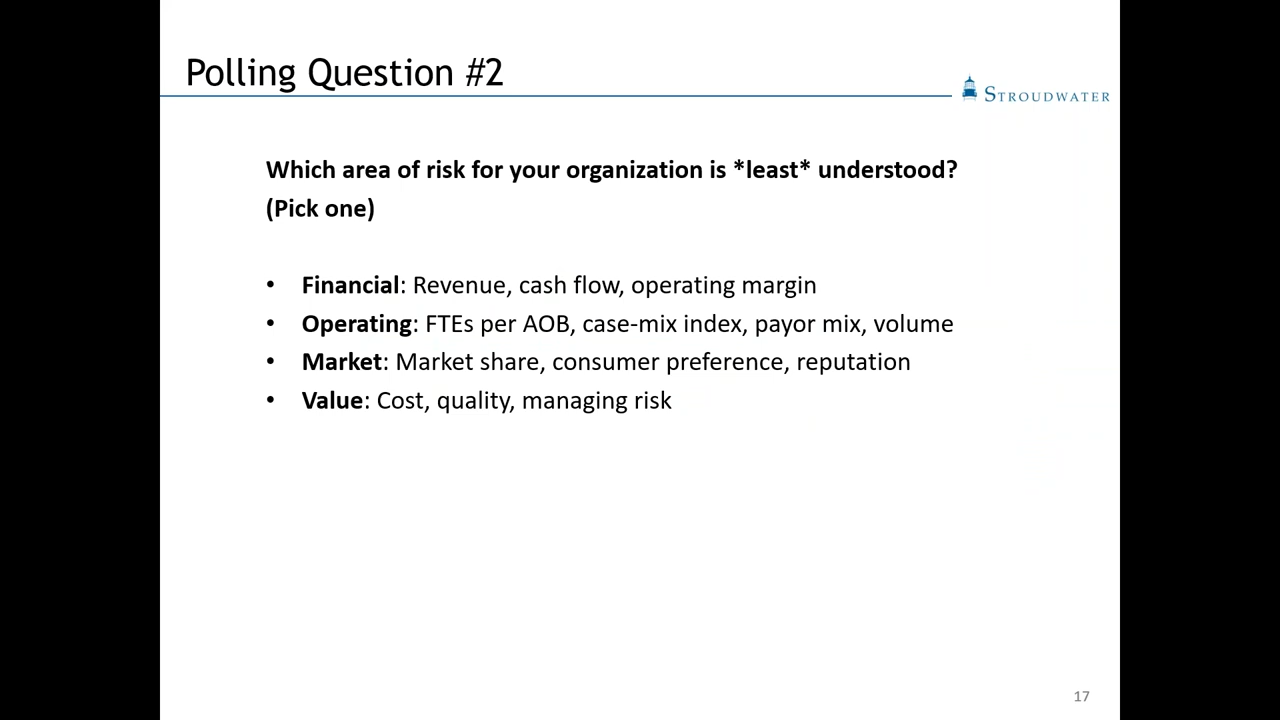 Polling Question #2
STROUDWATER
Which area of risk for your organization is *least* understood?
(Pick one)
• Financial: Revenue, cash flow, operating margin
• Operating: FTEs per AOB, case-mix index, payor mix, volume
• Market: Market share, consumer preference, reputation
• Value: Cost, quality, managing risk
17